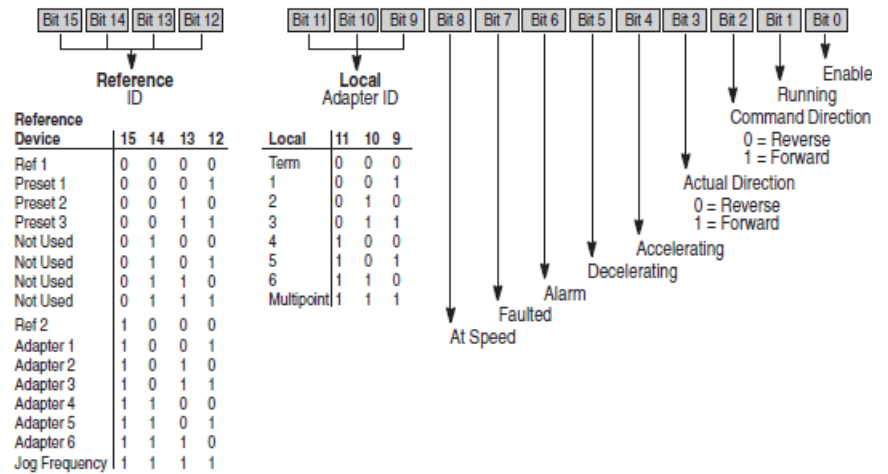 Bit 15 Bit 14 Bit 13 Bit 12 Bit 11 Bit 10 Bit 9 Bit 8 Bit 7 Bit 6 Bit 5 Bit 4 Bit 3 Bit 2 Bit 1 Bit 0
Reference
ID
Local
Adapter ID
Enable
Running
Command Direction
0 = Reverse
1 = Forward
Actual Direction
0 = Reverse
1 = Forward
Accelerating
Decelerating
Alarm
Faulted
At Speed
Reference
Device 15 14 13 12
Ref 1 0 0 0 0
Preset 1 0 0 0 1
Preset 2 0 0 1 0
Preset 3 0 0 1 1
Not Used 0 1 0 0
Not Used 0 1 0 1
Not Used 0 1 1 0
Not Used 0 1 1 1
Ref 2 1 0 0 0
Adapter 1 1 0 0 1
Adapter 2 1 0 1 0
Adapter 3 1 0 1 1
Adapter 4 1 1 0 0
Adapter 5 1 1 0 1
Adapter 6 1 1 1 0
Jog Frequency 1 1 1 1
Local 11 10 9
Term 0 0 0
1 0 0 1
2 0 1 0
3 0 1 1
4 1 0 0
5 1 0 1
6 1 1 0
Multipoint 1 1 1